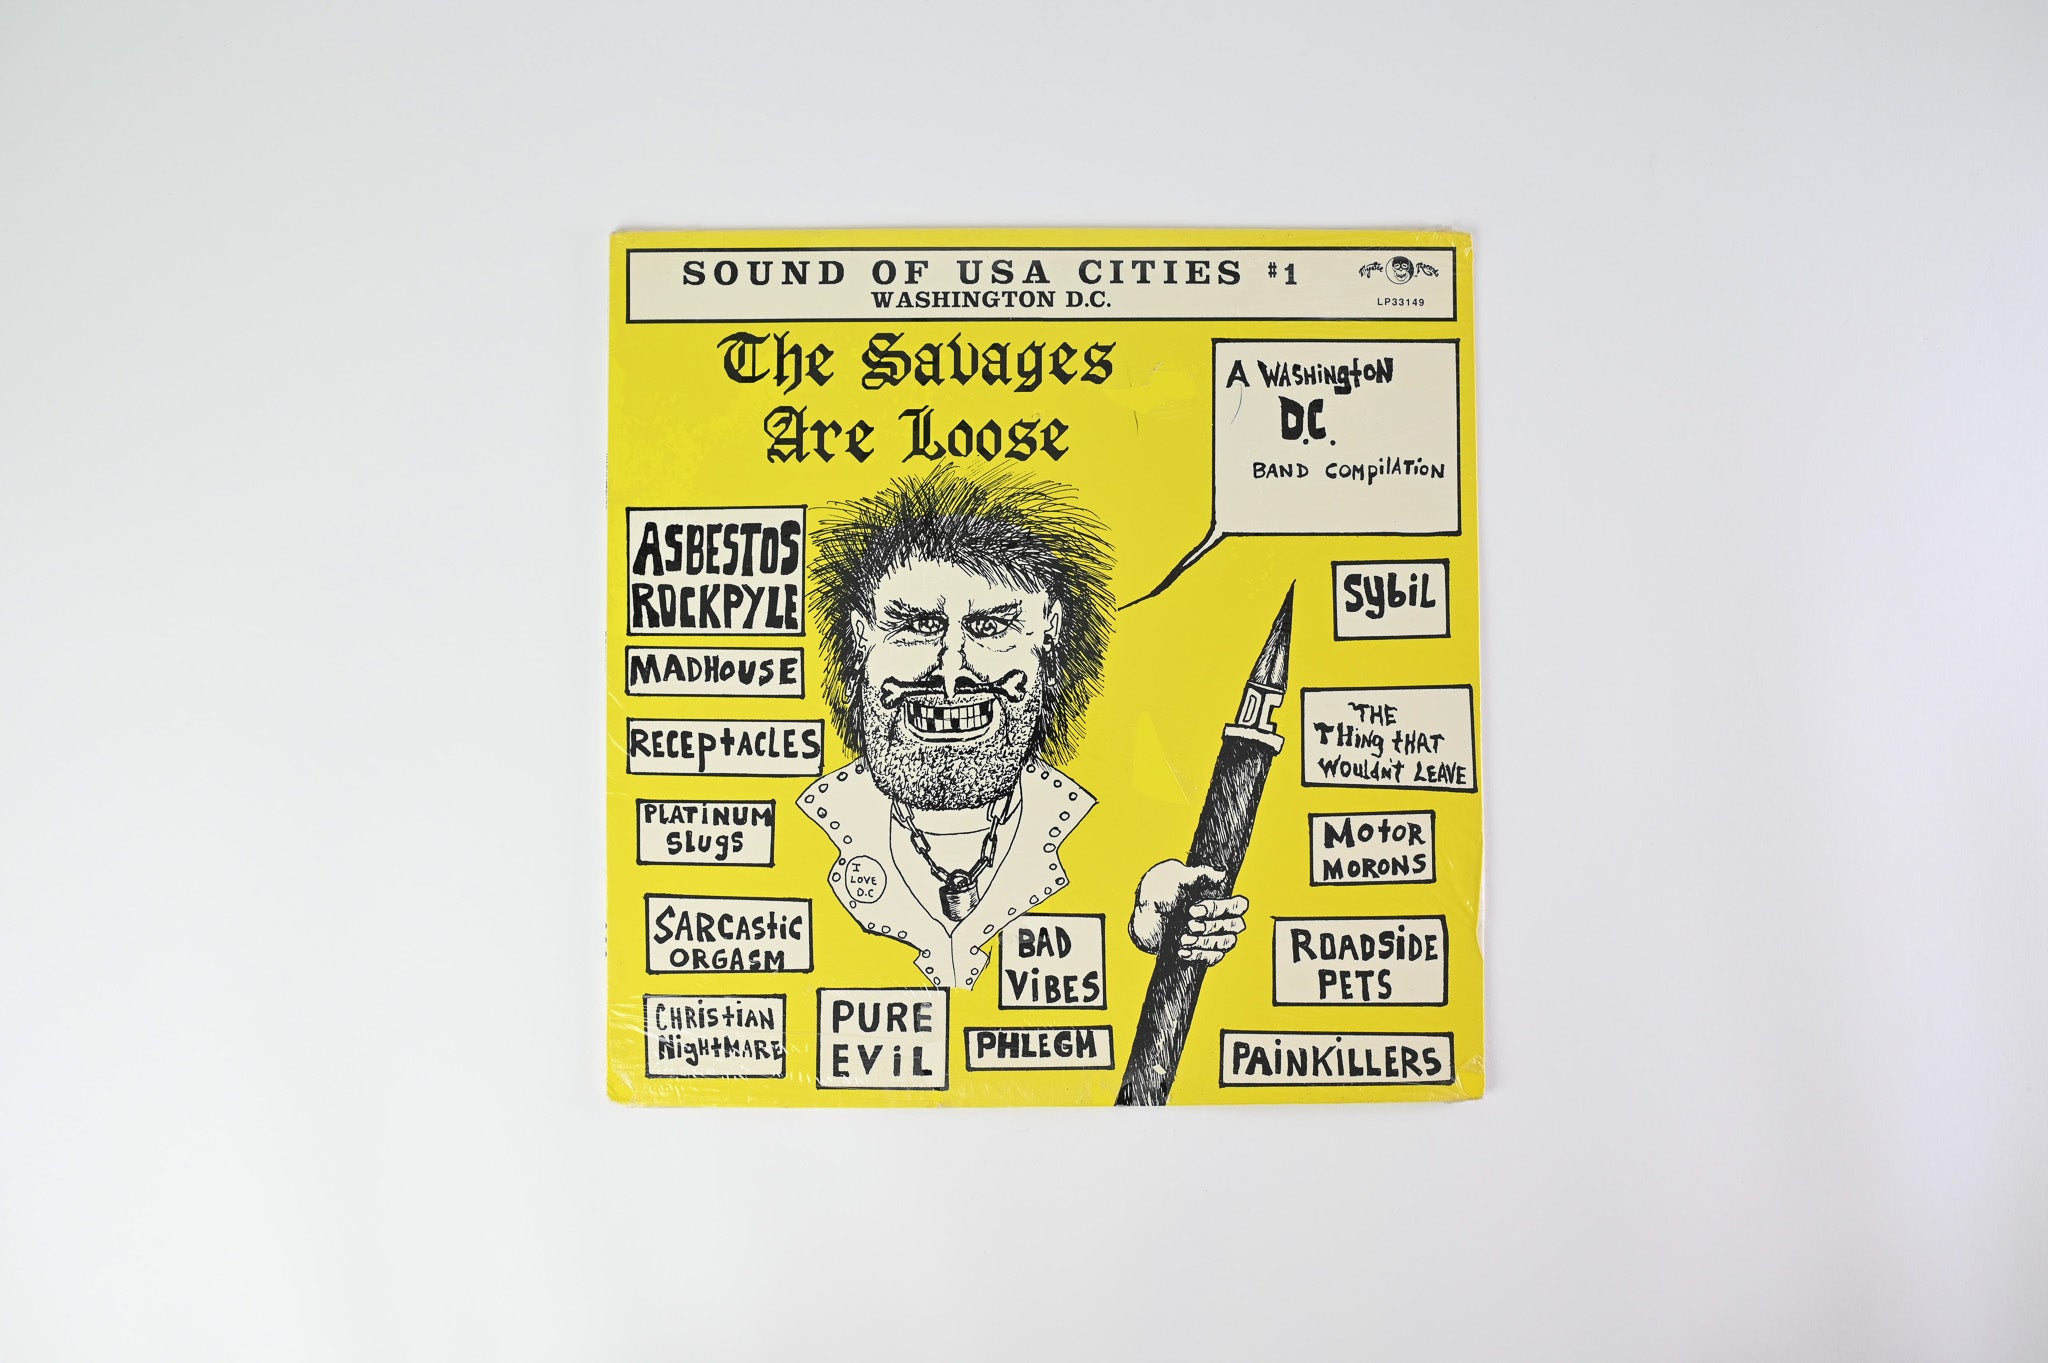 SOUND OF USA CITIES #1
WASHINGTON D.C.
Mystic Records
LP33149
The Savages
Are Loose
A WASHINGTON
D.C.
BAND COMPILATION
ASBESTOS
ROCKPYLE
MADHOUSE
RECEPTACLES
PLATINUM
SLUGS
SARCASTIC
ORGASM
CHRISTIAN
NIGHTMARE
PURE
EVIL
I
LOVE
D.C
BAD
VIBES
PHLEGM
DC
SYBIL
THE
THING THAT
WOULDN'T LEAVE
MOTOR
MORONS
ROADSIDE
PETS
PAINKILLERS